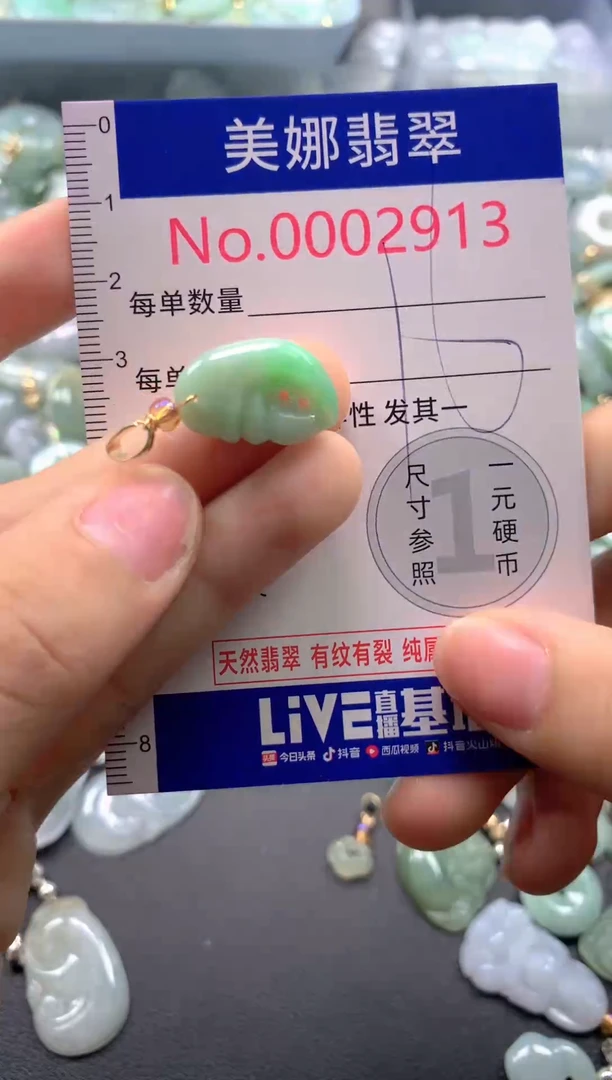 0
美娜翡翠
1
No.0002913
2
每单数量
3
每单
性 发其一
一元硬币
尺寸参照
1
天然翡翠 有纹有裂 纯属
LiVE直播基地
8
今日头条 抖音 西瓜视频 抖音火山